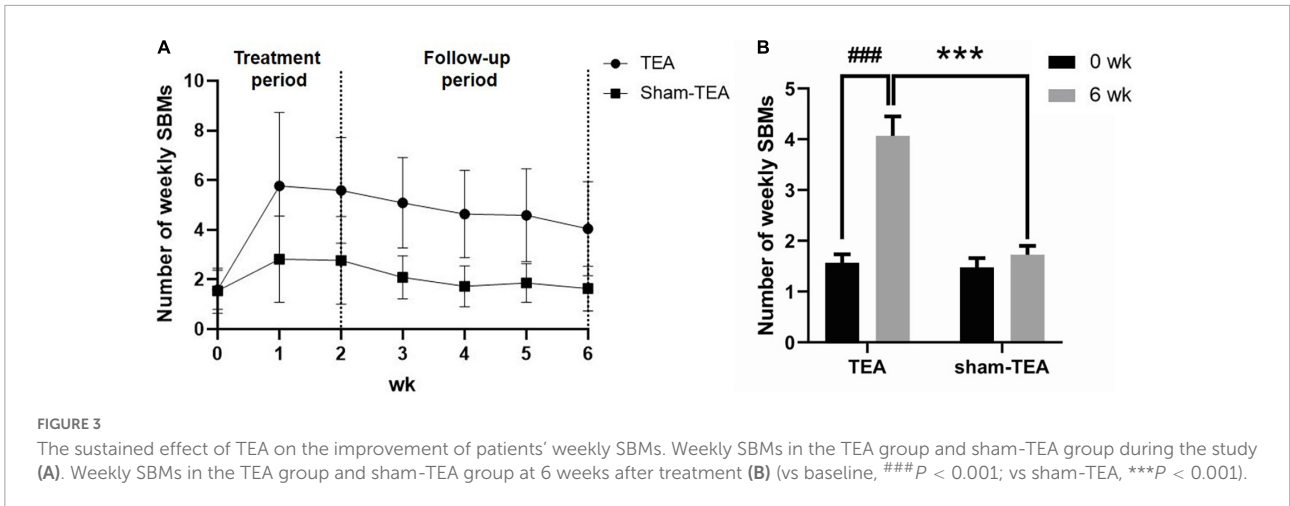 A
Treatment period
Follow-up period
TEA
Sham-TEA
Number of weekly SBMs
10
8
6
4
2
0
0 1 2 3 4 5 6
wk
B
###
***
0 wk
6 wk
Number of weekly SBMs
5
4
3
2
1
0
TEA sham-TEA
FIGURE 3
The sustained effect of TEA on the improvement of patients’ weekly SBMs. Weekly SBMs in the TEA group and sham-TEA group during the study
(A). Weekly SBMs in the TEA group and sham-TEA group at 6 weeks after treatment (B) (vs baseline, ###P < 0.001; vs sham-TEA, ***P < 0.001).